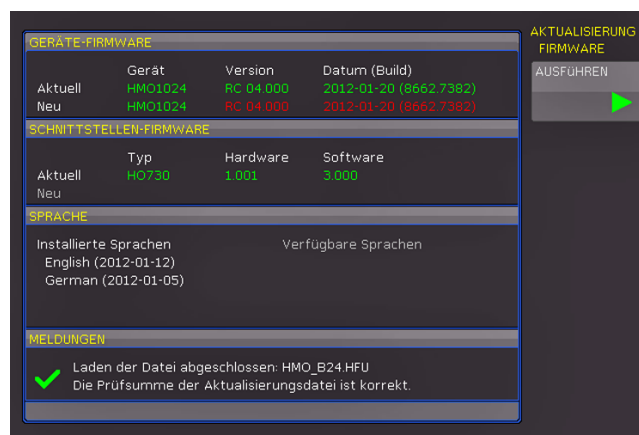 GERÄTE-FIRMWARE
Gerät Version Datum (Build)
Aktuell HMO1024 RC 04.000 2012-01-20 (8662.7382)
Neu HMO1024 RC 04.000 2012-01-20 (8662.7382)
SCHNITTSTELLEN-FIRMWARE
Typ Hardware Software
Aktuell HO730 1.001 3.000
Neu
SPRACHE
Installierte Sprachen Verfügbare Sprachen
English (2012-01-12)
German (2012-01-05)
MELDUNGEN
Laden der Datei abgeschlossen: HMO_B24.HFU
Die Prüfsumme der Aktualisierungsdatei ist korrekt.
AKTUALISIERUNG
FIRMWARE
AUSFüHREN